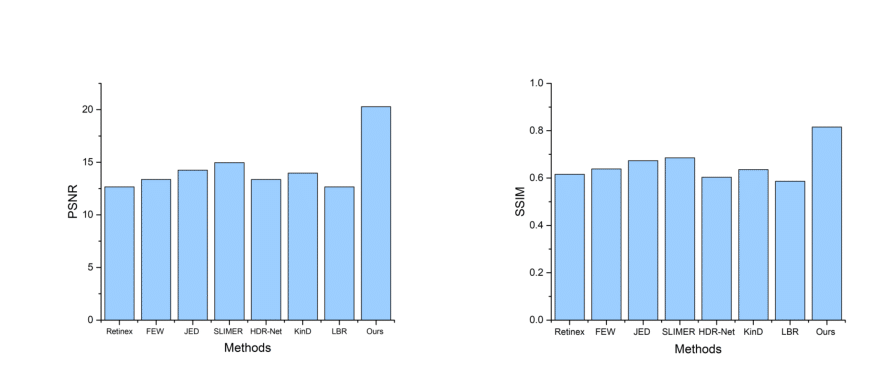 20
15
10
5
0
PSNR
Retinex FEW JED SLIMER HDR-Net KinD LBR Ours
Methods
1.0
0.8
0.6
0.4
0.2
0.0
SSIM
Retinex FEW JED SLIMER HDR-Net KinD LBR Ours
Methods